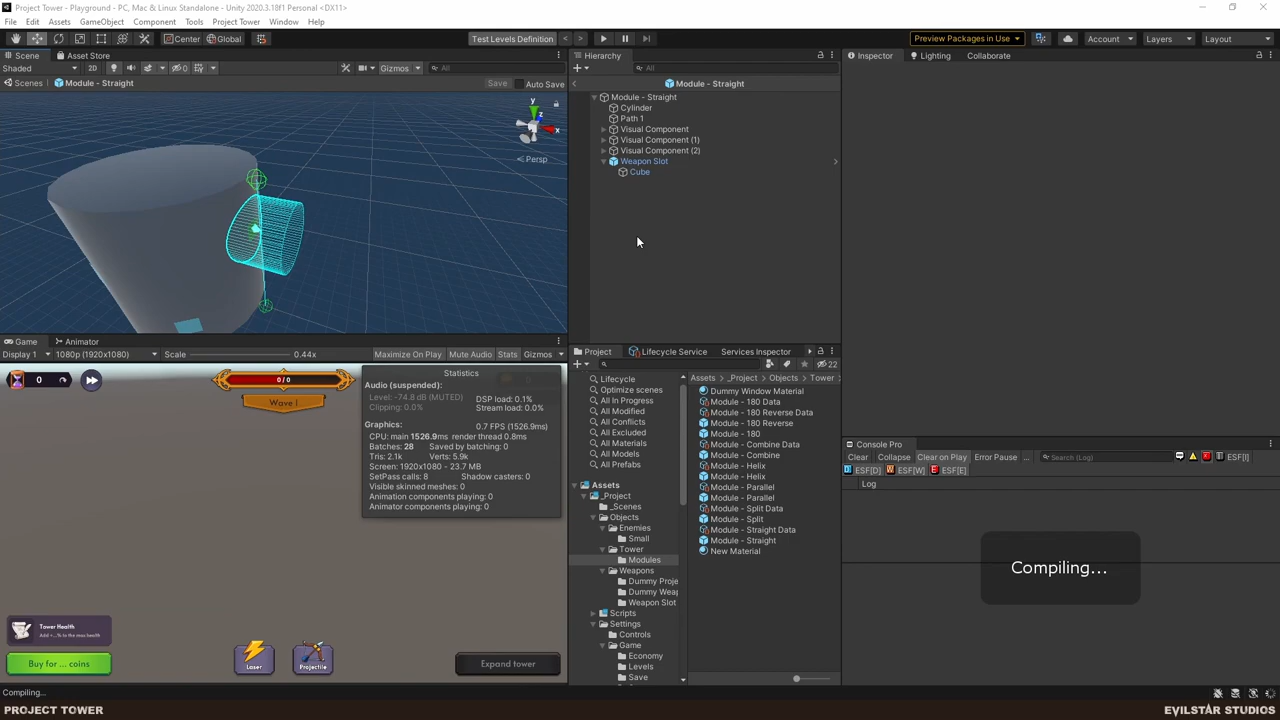 Project Tower - Playground - PC, Mac & Linux Standalone - Unity 2020.3.18f1 Personal <DX11>
File Edit Assets GameObject Component Tools Project Tower Window Help
Center Global Test Levels Definition Preview Packages in Use Account Layers Layout
Scene Asset Store
Shaded 2D 0 Gizmos All
Scenes Module - Straight Save Auto Save
y
z
x
Persp
Hierarchy
All
Module - Straight
Module - Straight
Cylinder
Path 1
Visual Component
Visual Component (1)
Visual Component (2)
Weapon Slot
Cube
Inspector Lighting Collaborate
Game Animator
Display 1 1080p (1920x1080) Scale 0.44x Maximize On Play Mute Audio Stats Gizmos
0
0 / 0
Wave I
Statistics
Audio (suspended):
Level: -74.8 dB (MUTED) DSP load: 0.1%
Clipping: 0.0% Stream load: 0.0%
Graphics: 0.7 FPS (1526.9ms)
CPU: main 1526.9ms render thread 0.8ms
Batches: 28 Saved by batching: 0
Tris: 2.1k Verts: 5.9k
Screen: 1920x1080 - 23.7 MB
SetPass calls: 8 Shadow casters: 0
Visible skinned meshes: 0
Animation components playing: 0
Animator components playing: 0
Tower Health
Buy for ... coins
Laser
Projectile
Expand tower
Project Lifecycle Service Services Inspector
22
Lifecycle
Optimize scenes
All In Progress
All Modified
All Conflicts
All Excluded
All Materials
All Models
All Prefabs
Assets
_Project
_Scenes
Objects
Enemies
Small
Tower
Modules
Weapons
Dummy Proje
Dummy Weap
Weapon Slot
Scripts
Settings
Controls
Game
Economy
Levels
Save
Assets _Project Objects Tower
Dummy Window Material
Module - 180 Data
Module - 180 Reverse Data
Module - 180 Reverse
Module - 180
Module - Combine Data
Module - Combine
Module - Helix
Module - Helix
Module - Parallel
Module - Parallel
Module - Split Data
Module - Split
Module - Straight Data
Module - Straight
New Material
Console Pro
Clear Collapse Clear on Play Error Pause ... Search (Log) ESF[I]
ESF[D] ESF[W] ESF[E]
Log
Compiling...
Compiling...
PROJECT TOWER EVILSTAR STUDIOS